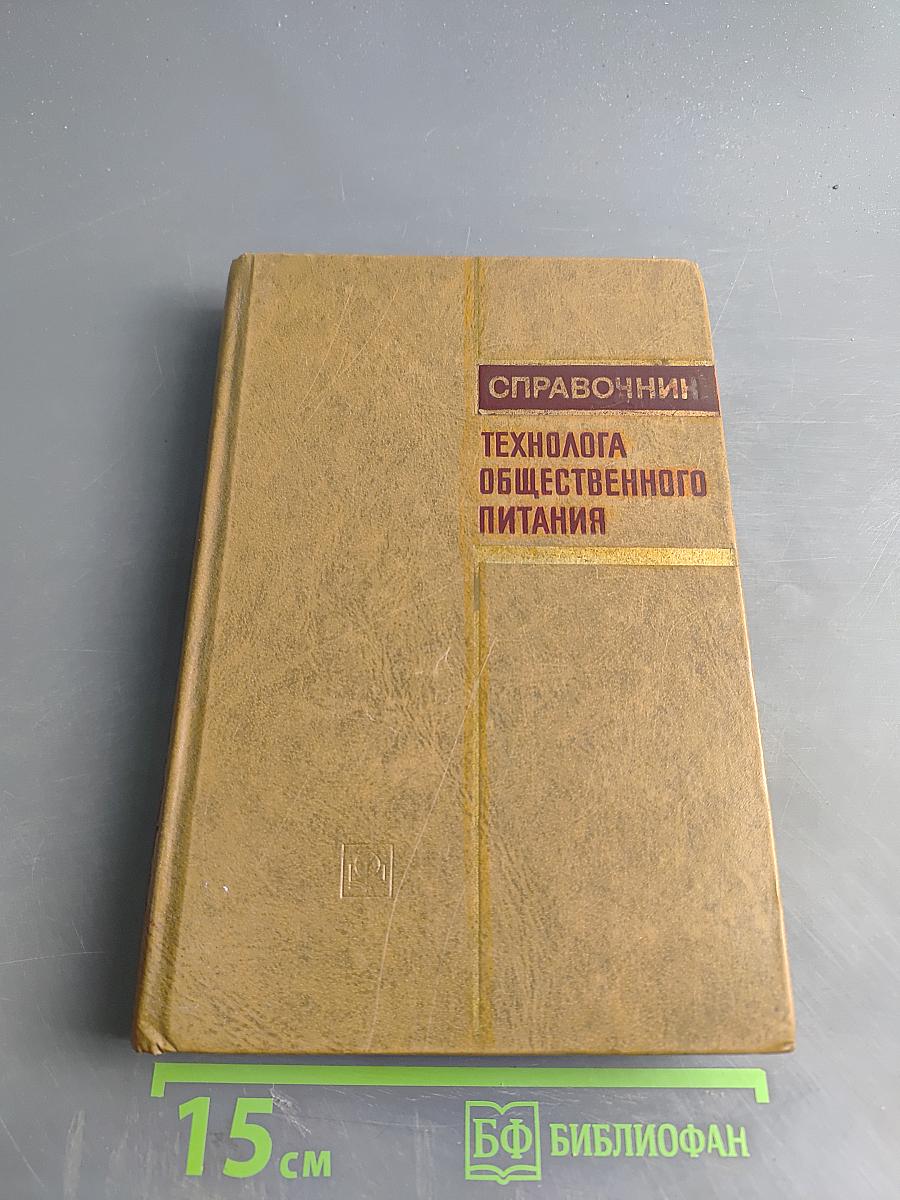 СПРАВОЧНИК
ТЕХНОЛОГА
ОБЩЕСТВЕННОГО
ПИТАНИЯ
15 см
БФ БИБЛИОФАН